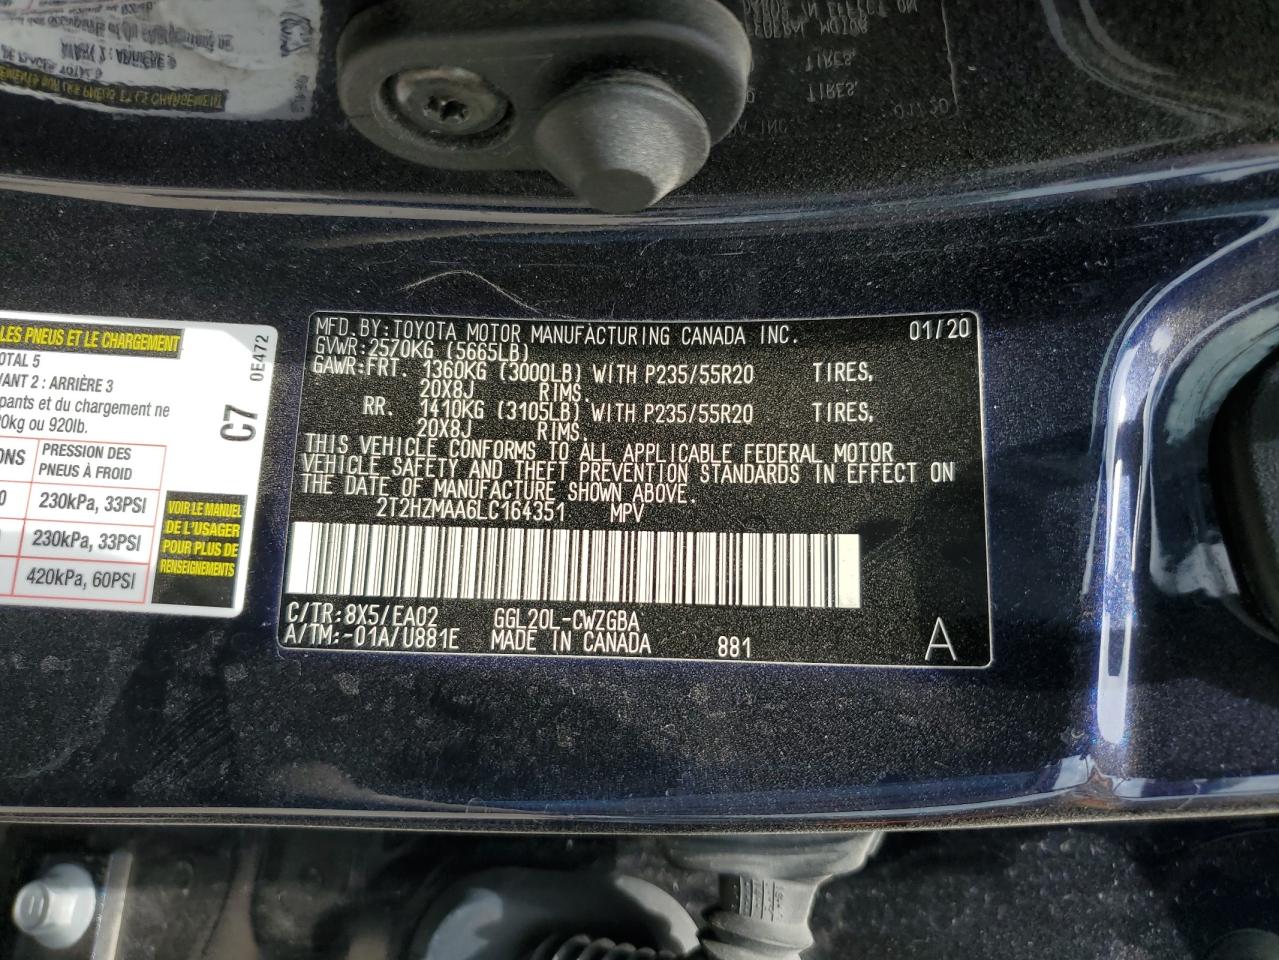 LES PNEUS ET LE CHARGEMENT
OTAL 5
VANT 2 : ARRIÈRE 3
pants et du chargement ne
0kg ou 920lb.
ONS
PRESSION DES
PNEUS À FROID
0
230kPa, 33PSI
230kPa, 33PSI
420kPa, 60PSI
VOIR LE MANUEL
DE L'USAGER
POUR PLUS DE
RENSEIGNEMENTS
0E472
C7
MFD. BY: TOYOTA MOTOR MANUFACTURING CANADA INC. 01/20
GVWR: 2570KG (5665LB)
GAWR: FRT. 1360KG (3000LB) WITH P235/55R20 TIRES,
20X8J RIMS.
RR. 1410KG (3105LB) WITH P235/55R20 TIRES,
20X8J RIMS.
THIS VEHICLE CONFORMS TO ALL APPLICABLE FEDERAL MOTOR
VEHICLE SAFETY AND THEFT PREVENTION STANDARDS IN EFFECT ON
THE DATE OF MANUFACTURE SHOWN ABOVE.
2T2HZMAA6LC164351 MPV
C/TR: 8X5/EA02 GGL20L-CWZGBA
A/TM: -01A/U881E MADE IN CANADA 881 A